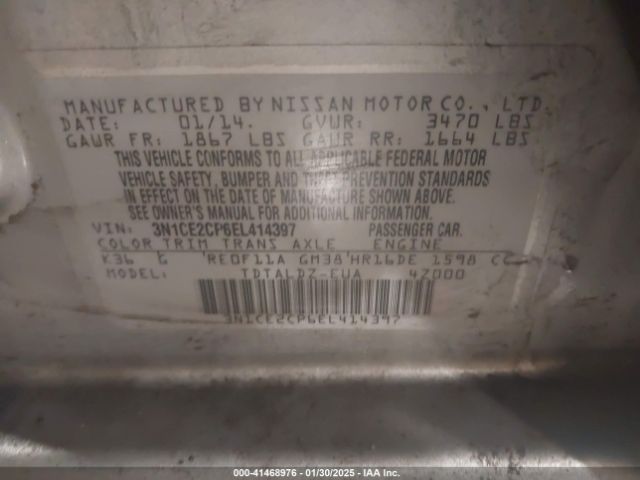 MANUFACTURED BY NISSAN MOTOR CO., LTD.
DATE: 01/14. GVWR: 3470 LBS
GAWR FR: 1867 LBS GAWR RR: 1664 LBS
THIS VEHICLE CONFORMS TO ALL APPLICABLE FEDERAL MOTOR
VEHICLE SAFETY, BUMPER AND THEFT PREVENTION STANDARDS
IN EFFECT ON THE DATE OF MANUFACTURE SHOWN ABOVE.
SEE OWNER'S MANUAL FOR ADDITIONAL INFORMATION.
VIN: 3N1CE2CP6EL414397 PASSENGER CAR.
COLOR TRIM TRANS AXLE ENGINE
K36 G RE0F11A GM38 HR16DE 1598 CC
MODEL: TDTALDZ-EUA 4Z000
3N1CE2CP6EL414397
000-41468976 - 01/30/2025 - IAA Inc.